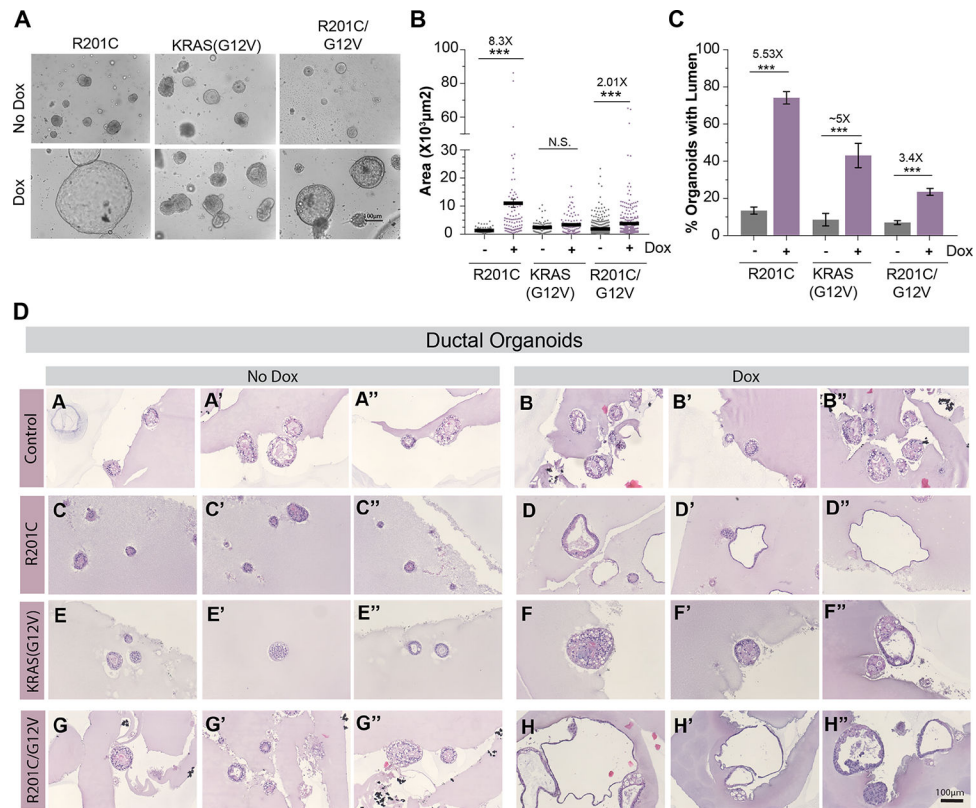 A
R201C
KRAS(G12V)
R201C/
G12V
No Dox
Dox
100μm
B
8.3X
***
2.01X
***
N.S.
Area (X10³μm2)
100
80
60
40
30
20
10
0
- + - + - + Dox
R201C
KRAS
(G12V)
R201C/
G12V
C
5.53X
***
~5X
***
3.4X
***
% Organoids with Lumen
100
80
60
40
20
0
- + - + - + Dox
R201C
KRAS
(G12V)
R201C/
G12V
D
Ductal Organoids
No Dox
Dox
Control
A A' A" B B' B"
R201C
C C' C" D D' D"
KRAS(G12V)
E E' E" F F' F"
R201C/G12V
G G' G" H H' H"
100μm